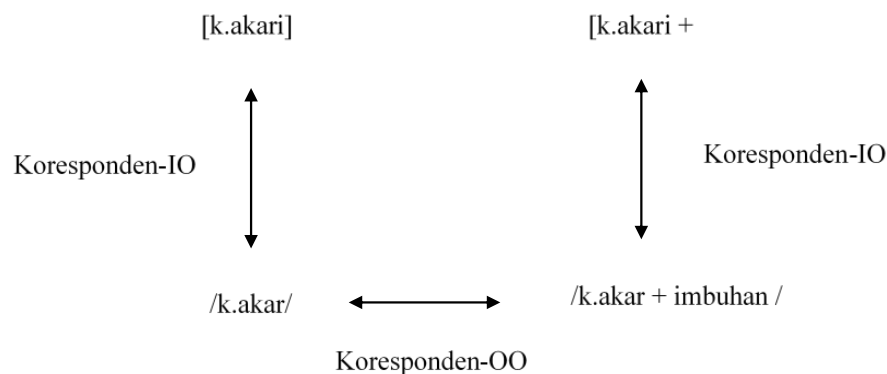 [k.akari] [k.akari +
Koresponden-IO Koresponden-IO
/k.akar/ /k.akar + imbuhan /
Koresponden-OO